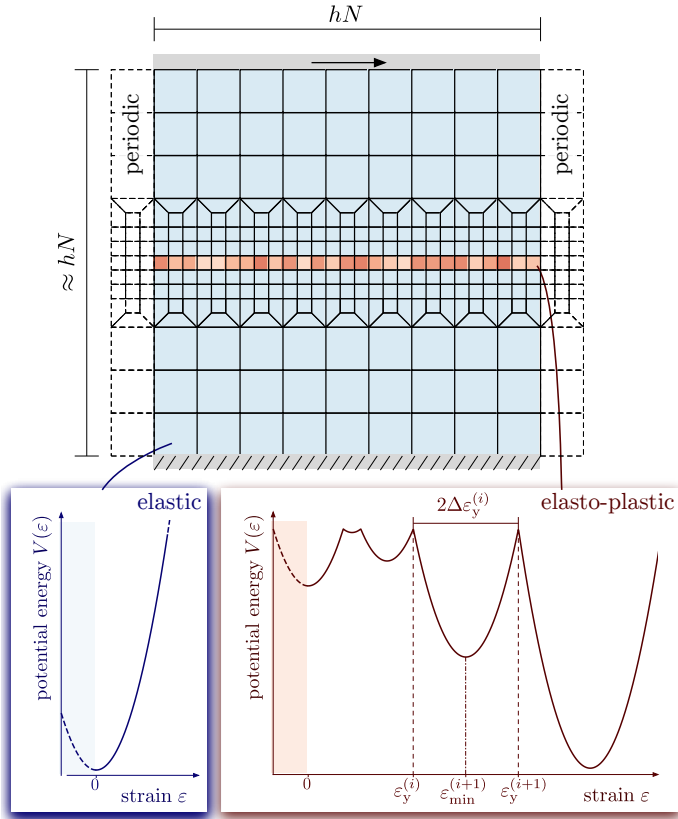 hN
periodic
periodic
≈ hN
elastic
potential energy V(ε)
0
strain ε
elasto-plastic
2Δε_y^(i)
potential energy V(ε)
0
ε_y^(i)
ε_min^(i+1)
ε_y^(i+1)
strain ε